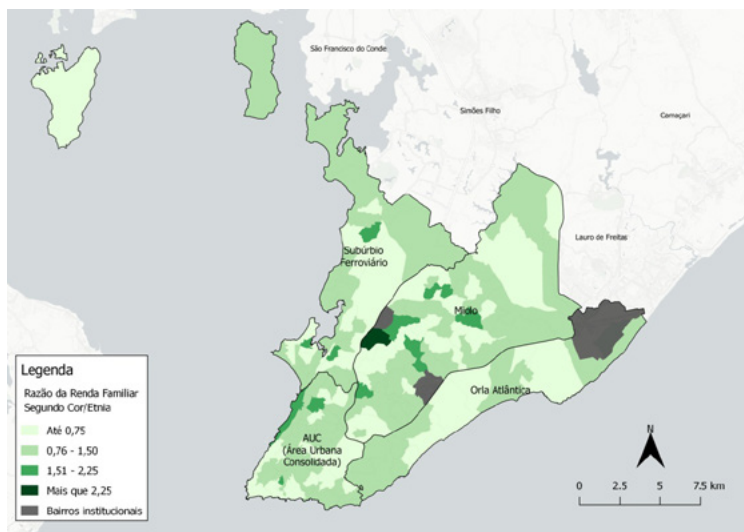 São Francisco do Conde
Simões Filho
Camaçari
Lauro de Freitas
Subúrbio
Ferroviário
Miolo
Orla Atlântica
AUC
(Área Urbana
Consolidada)
Legenda
Razão da Renda Familiar
Segundo Cor/Etnia
Até 0,75
0,76 - 1,50
1,51 - 2,25
Mais que 2,25
Bairros institucionais
N
0 2.5 5 7.5 km